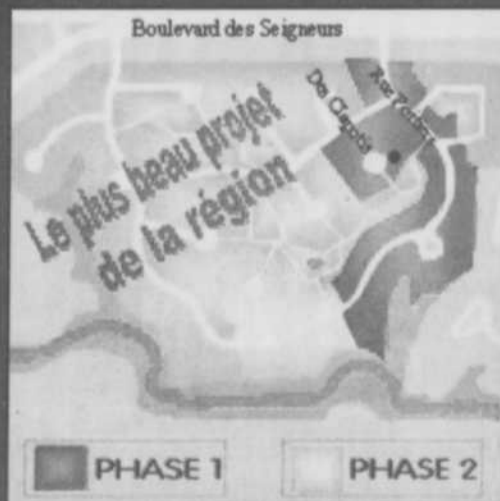 Boulevard des Seigneurs
Le plus beau projet
de la région
PHASE 1
PHASE 2